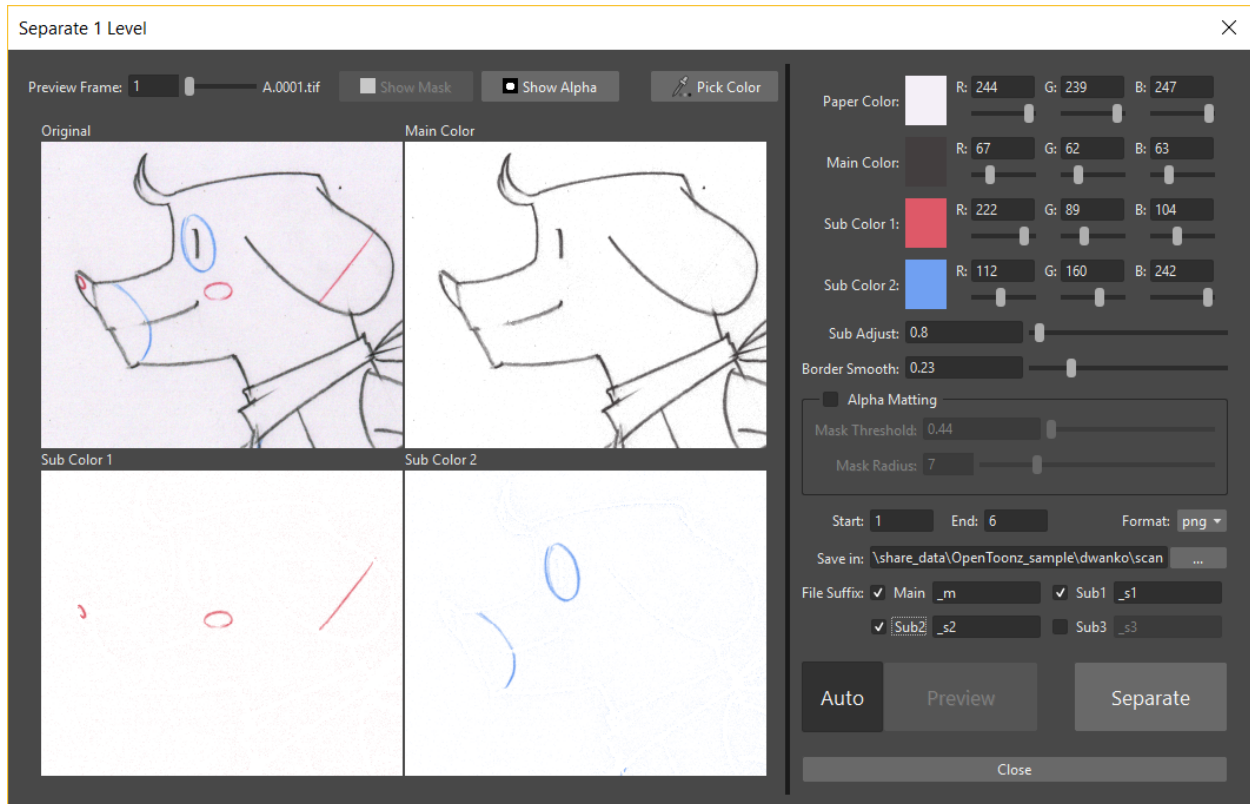 Separate 1 Level
Preview Frame: 1 A.0001.tif Show Mask Show Alpha Pick Color
Original Main Color
Sub Color 1 Sub Color 2
Paper Color: R: 244 G: 239 B: 247
Main Color: R: 67 G: 62 B: 63
Sub Color 1: R: 222 G: 89 B: 104
Sub Color 2: R: 112 G: 160 B: 242
Sub Adjust: 0.8
Border Smooth: 0.23
Alpha Matting
Mask Threshold: 0.44
Mask Radius: 7
Start: 1 End: 6 Format: png
Save in: \share_data\OpenToonz_sample\dwanko\scan ...
File Suffix: Main _m Sub1 _s1
Sub2 _s2 Sub3 _s3
Auto Preview Separate
Close